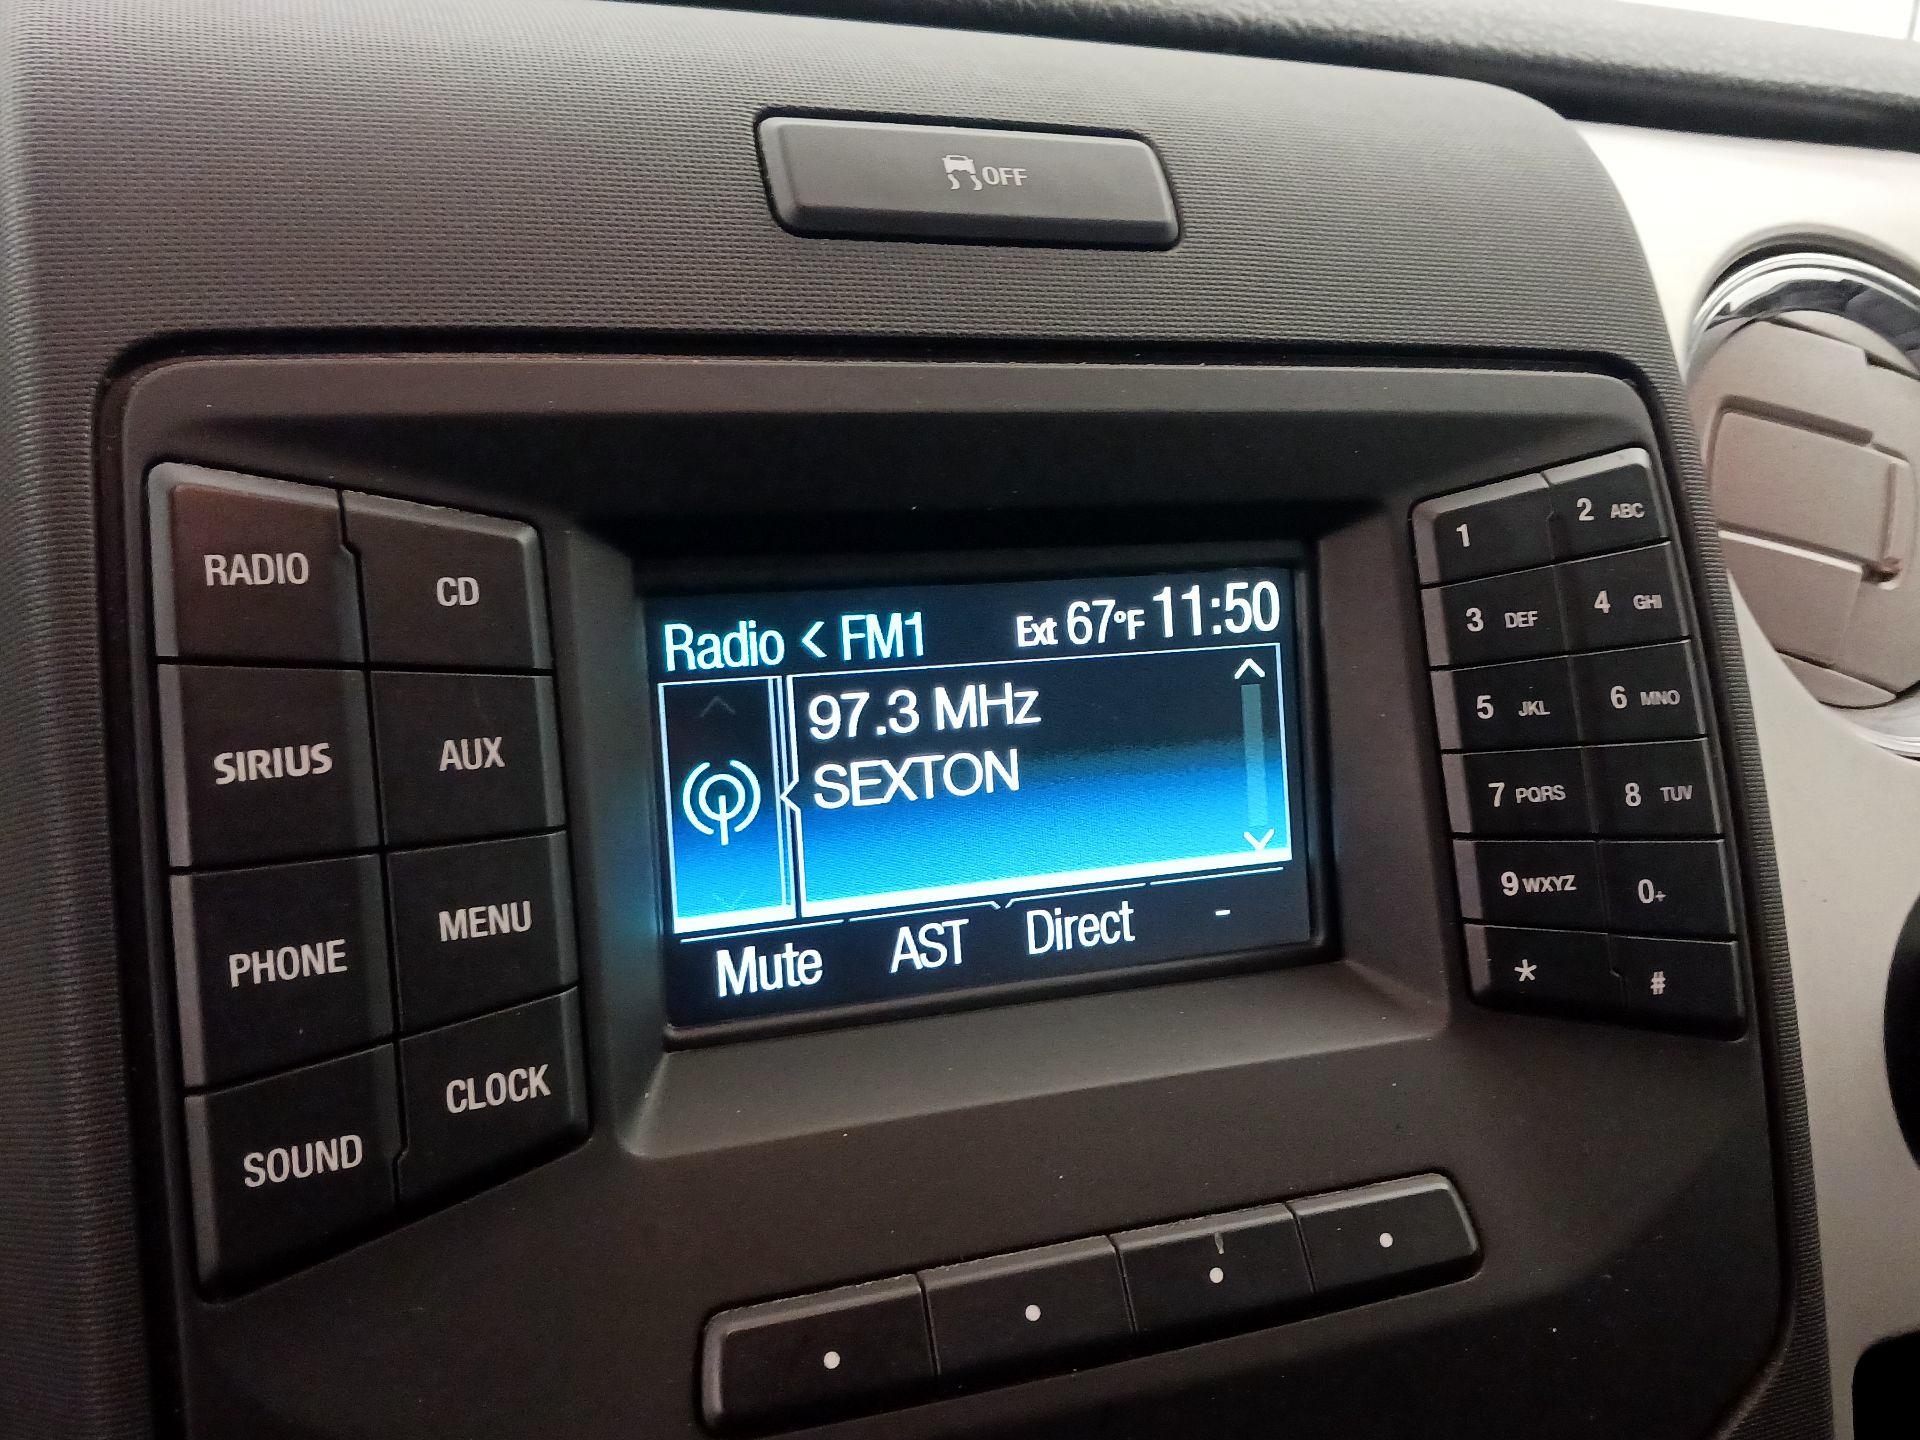 OFF
RADIO
CD
SIRIUS
AUX
PHONE
MENU
SOUND
CLOCK
Radio < FM1 Ext 67°F 11:50
97.3 MHz
SEXTON
Mute AST Direct -
1 2 ABC
3 DEF 4 GHI
5 JKL 6 MNO
7 PQRS 8 TUV
9 WXYZ 0+
* #